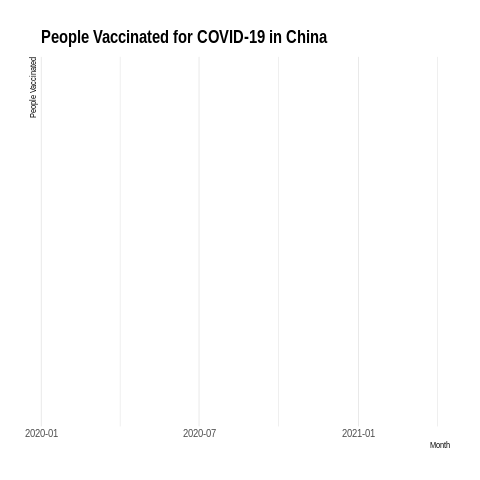 People Vaccinated for COVID-19 in China
People Vaccinated
2020-01
2020-07
2021-01
Month